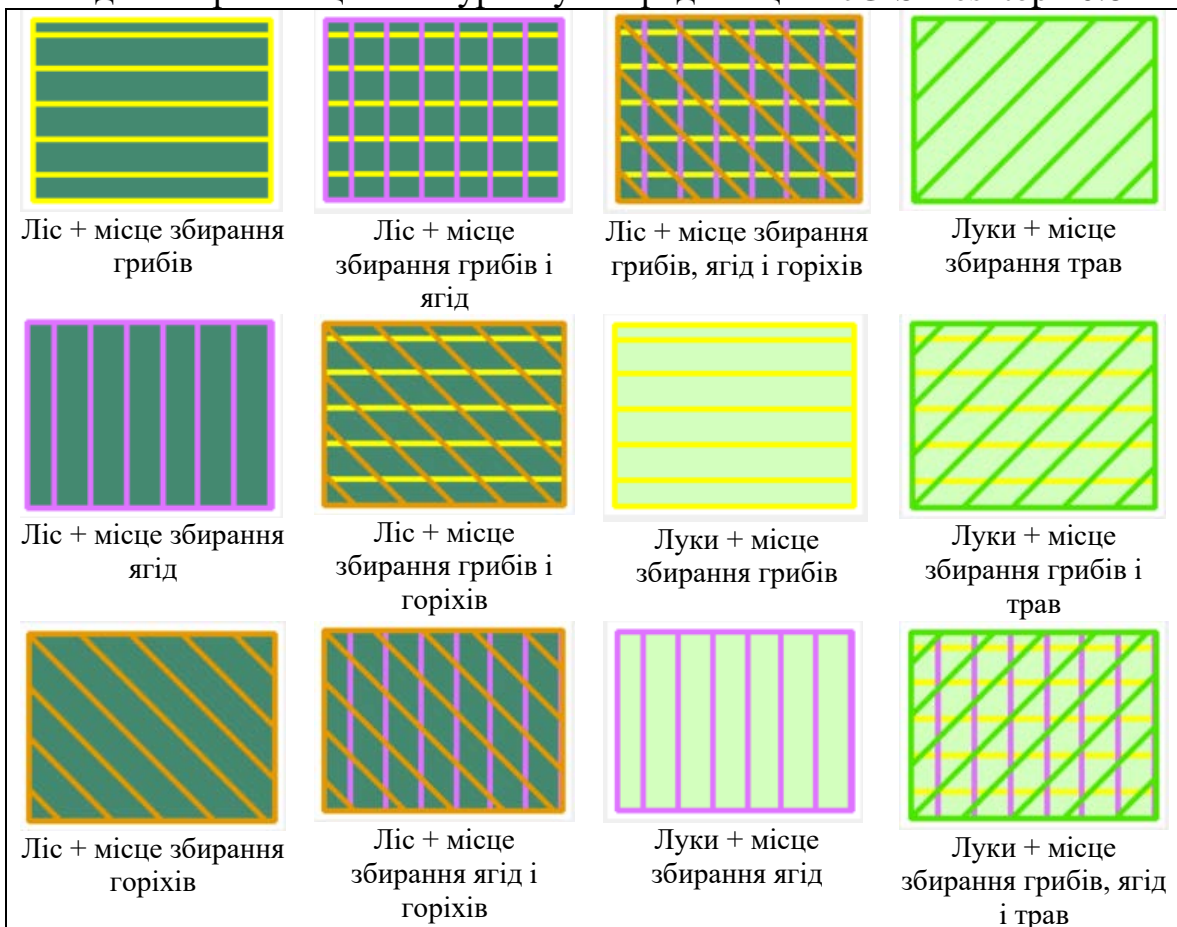 Ліс + місце збирання
грибів
Ліс + місце
збирання грибів і
ягід
Ліс + місце збирання
грибів, ягід і горіхів
Луки + місце
збирання трав
Ліс + місце збирання
ягід
Ліс + місце
збирання грибів і
горіхів
Луки + місце
збирання грибів
Луки + місце
збирання грибів і
трав
Ліс + місце збирання
горіхів
Ліс + місце
збирання ягід і
горіхів
Луки + місце
збирання ягід
Луки + місце
збирання грибів, ягід
і трав